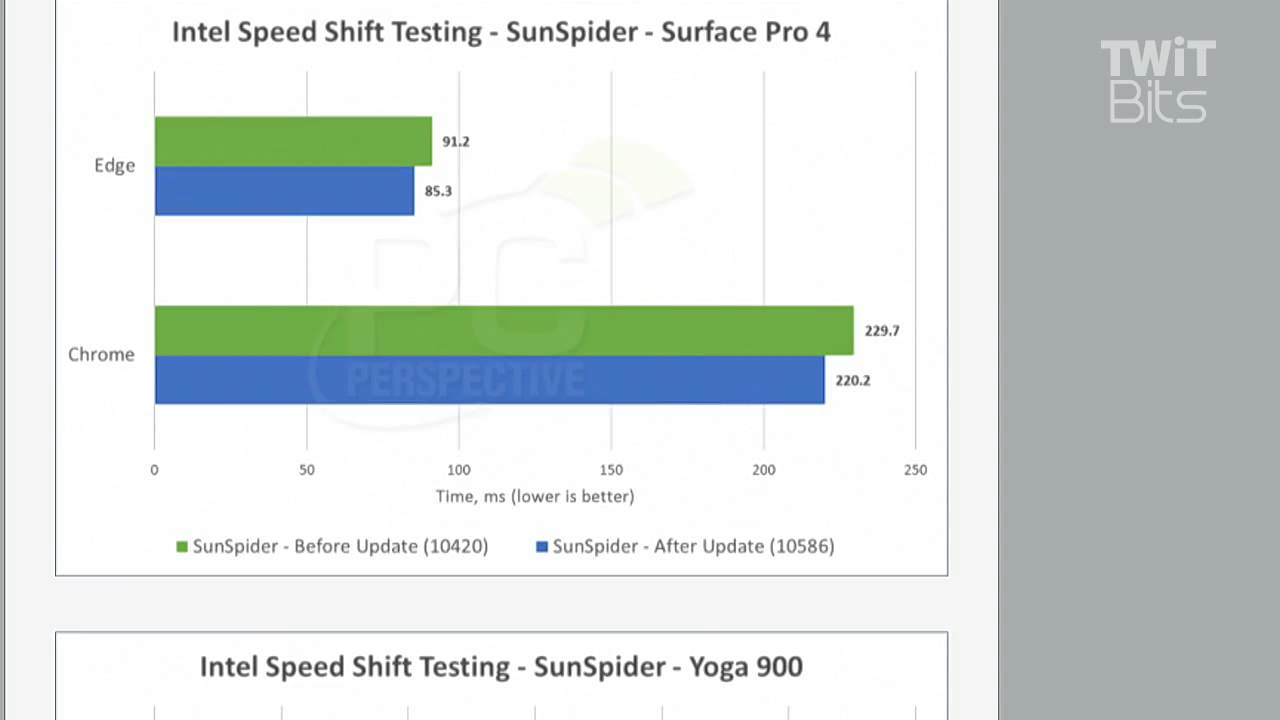 Intel Speed Shift Testing - SunSpider - Surface Pro 4
TWiT
Bits
Edge
91.2
85.3
Chrome
229.7
220.2
PC
PERSPECTIVE
0 50 100 150 200 250
Time, ms (lower is better)
SunSpider - Before Update (10420) SunSpider - After Update (10586)
Intel Speed Shift Testing - SunSpider - Yoga 900